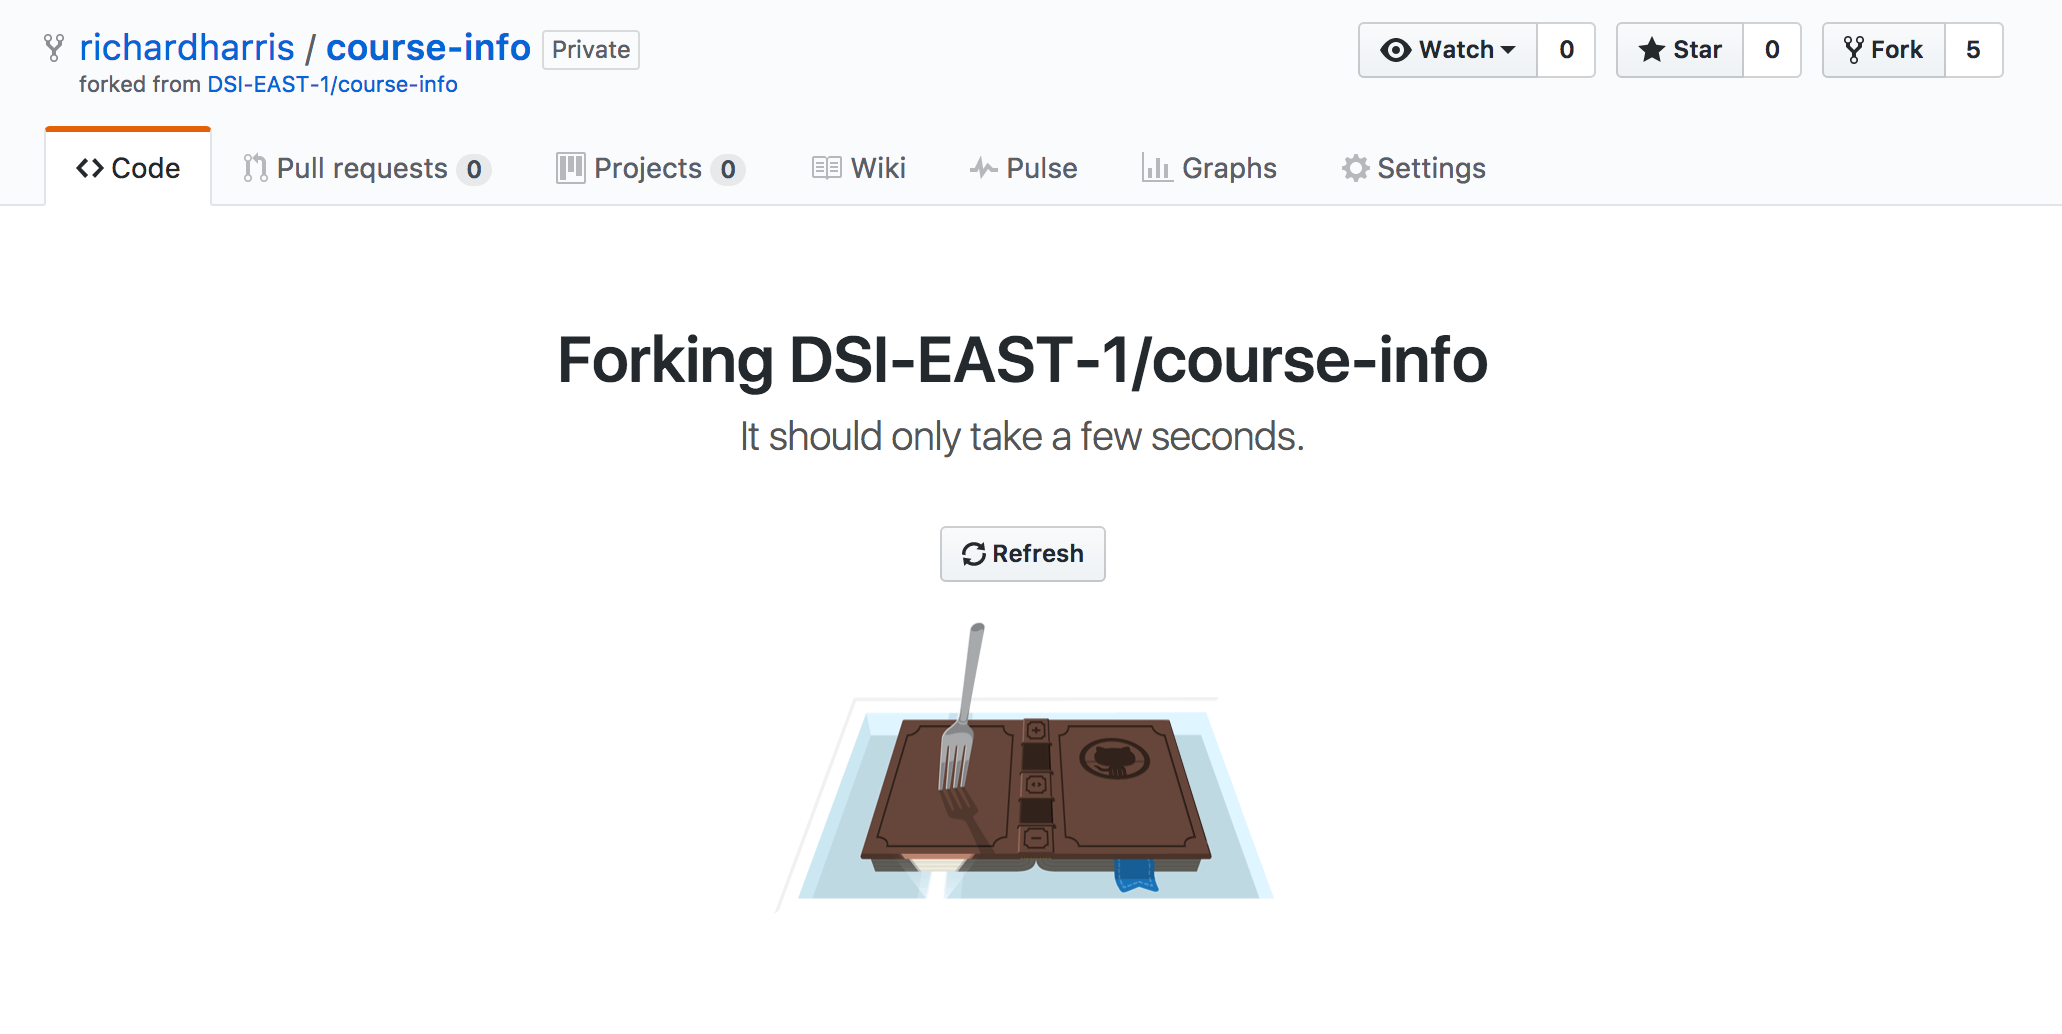 richardharris / course-info Private
Watch 0 Star 0 Fork 5
forked from DSI-EAST-1/course-info
Code Pull requests 0 Projects 0 Wiki Pulse Graphs Settings
Forking DSI-EAST-1/course-info
It should only take a few seconds.
Refresh